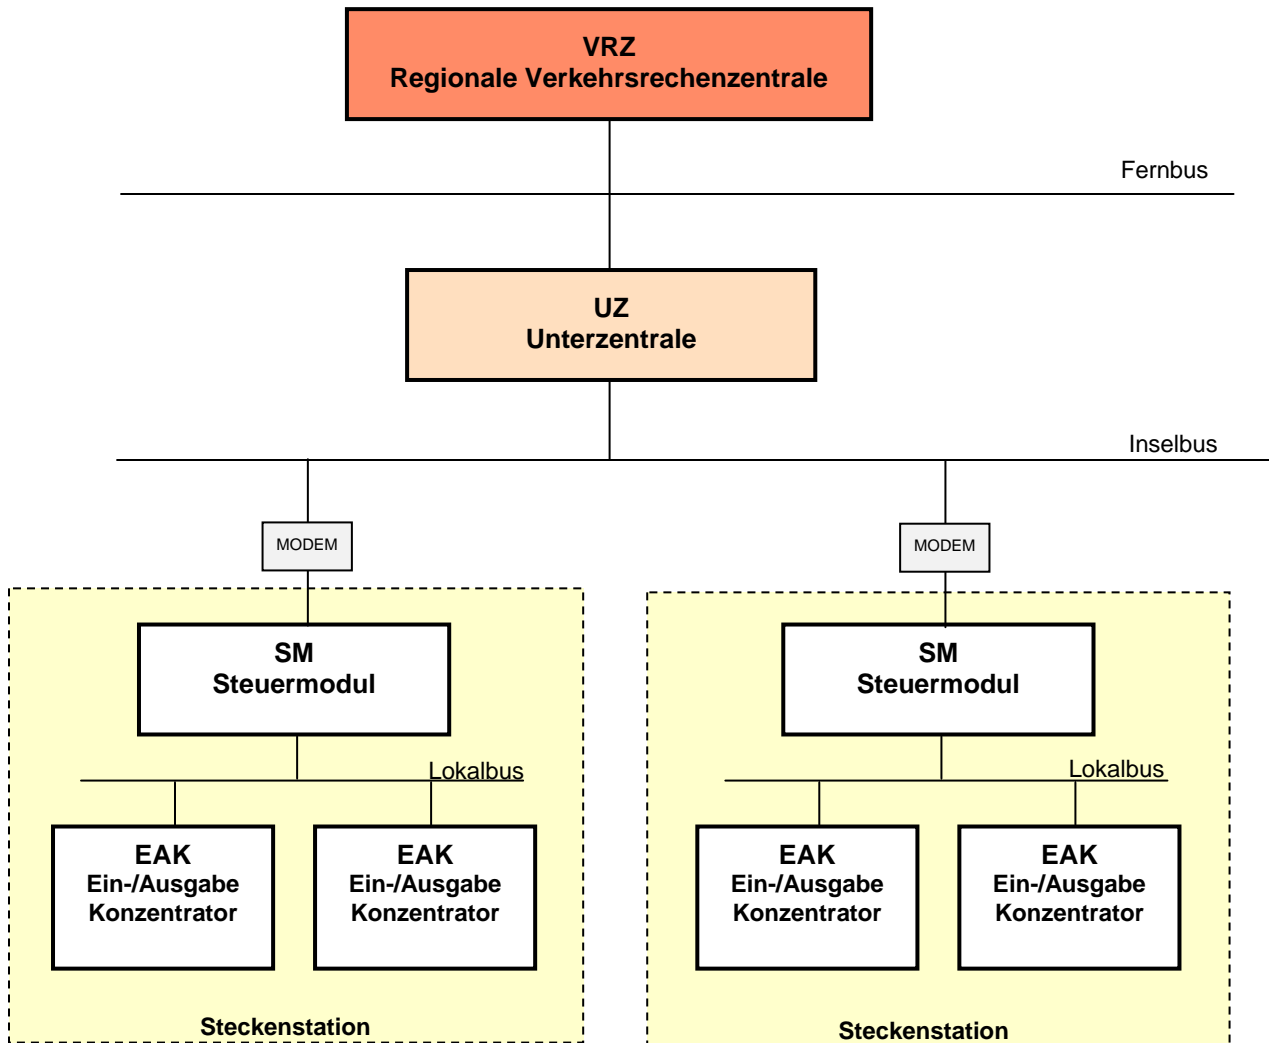 VRZ
Regionale Verkehrsrechenzentrale
Fernbus
UZ
Unterzentrale
Inselbus
MODEM
MODEM
SM
Steuermodul
Lokalbus
EAK
Ein-/Ausgabe
Konzentrator
EAK
Ein-/Ausgabe
Konzentrator
Steckenstation
SM
Steuermodul
Lokalbus
EAK
Ein-/Ausgabe
Konzentrator
EAK
Ein-/Ausgabe
Konzentrator
Steckenstation